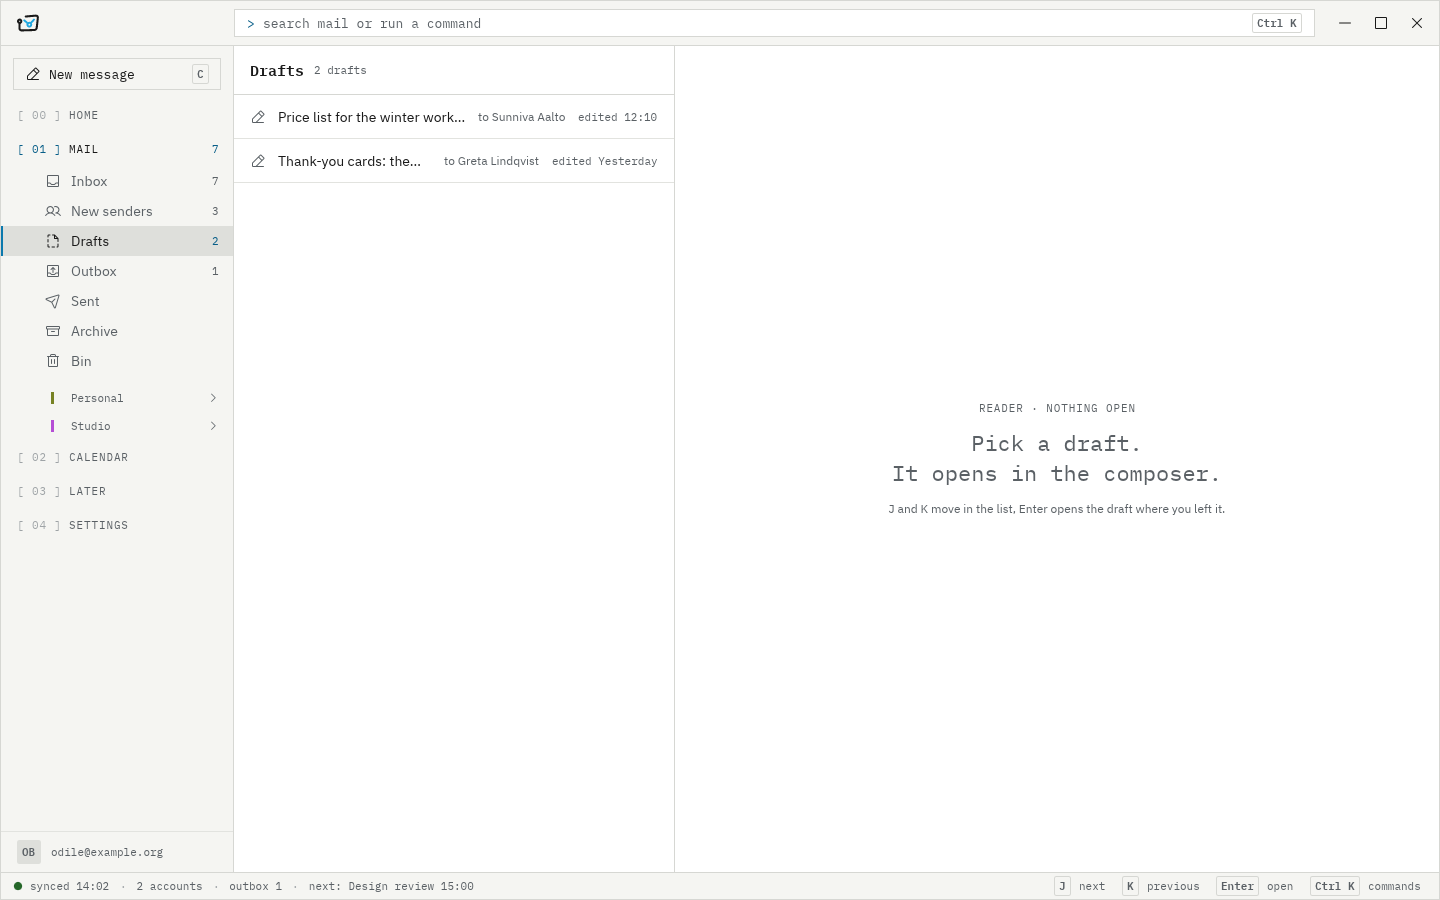 > search mail or run a command Ctrl K
New message C
[ 00 ] HOME
[ 01 ] MAIL 7
Inbox 7
New senders 3
Drafts 2
Outbox 1
Sent
Archive
Bin
Personal
Studio
[ 02 ] CALENDAR
[ 03 ] LATER
[ 04 ] SETTINGS
OB odile@example.org
Drafts 2 drafts
Price list for the winter work... to Sunniva Aalto edited 12:10
Thank-you cards: the... to Greta Lindqvist edited Yesterday
READER · NOTHING OPEN
Pick a draft.
It opens in the composer.
J and K move in the list, Enter opens the draft where you left it.
synced 14:02 · 2 accounts · outbox 1 · next: Design review 15:00
J next K previous Enter open Ctrl K commands